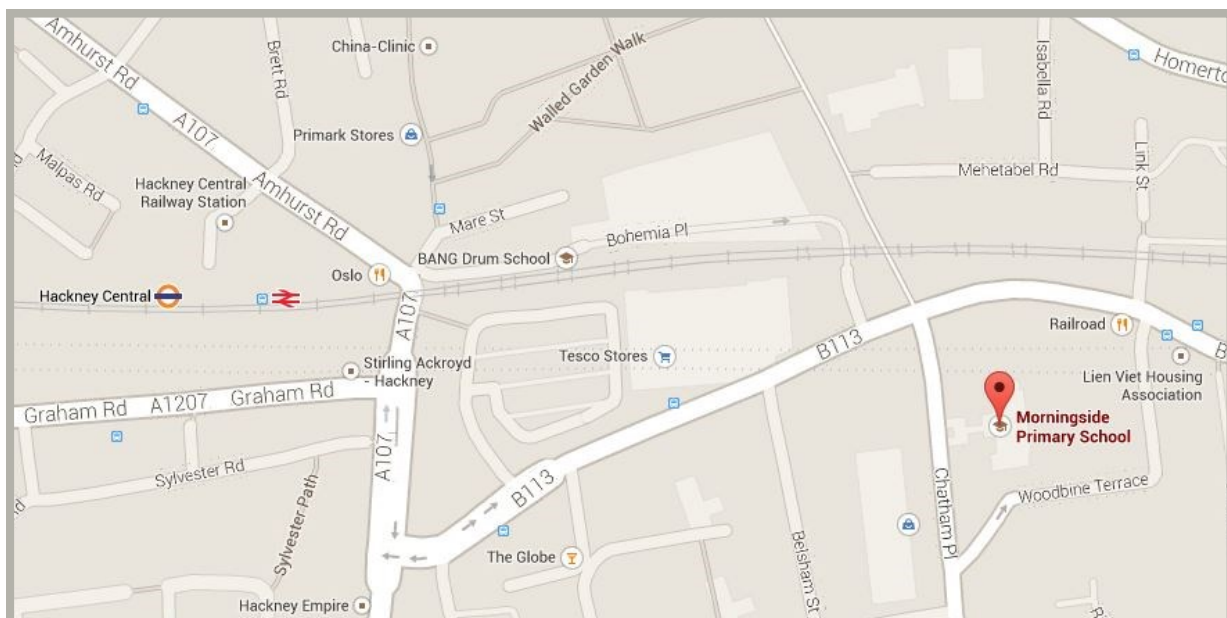 Amhurst Rd
Brett Rd
China-Clinic
Walled Garden Walk
Isabella Rd
A107
Primark Stores
Malpas Rd
Hackney Central
Railway Station
Amhurst Rd
Mare St
Bohemia Pl
Mehetabel Rd
Link St
BANG Drum School
Oslo
Hackney Central
A107
Railroad
Tesco Stores
B113
Stirling Ackroyd
- Hackney
Lien Viet Housing
Association
Graham Rd A1207 Graham Rd
Morningside
Primary School
A107
Sylvester Rd
B113
Sylvester Path
Chatham Pl
Woodbine Terrace
The Globe
Belsham St
Hackney Empire